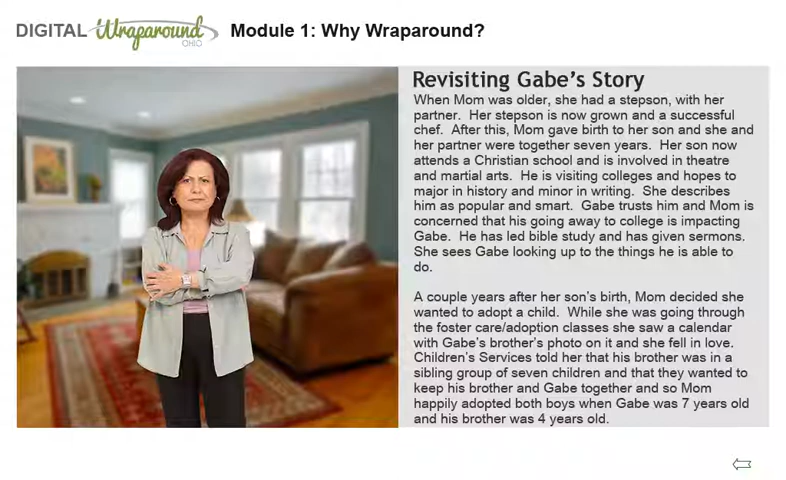 DIGITAL Wraparound OHIO Module 1: Why Wraparound?
Revisiting Gabe's Story
When Mom was older, she had a stepson, with her
partner. Her stepson is now grown and a successful
chef. After this, Mom gave birth to her son and she and
her partner were together seven years. Her son now
attends a Christian school and is involved in theatre
and martial arts. He is visiting colleges and hopes to
major in history and minor in writing. She describes
him as popular and smart. Gabe trusts him and Mom is
concerned that his going away to college is impacting
Gabe. He has led bible study and has given sermons.
She sees Gabe looking up to the things he is able to
do.
A couple years after her son's birth, Mom decided she
wanted to adopt a child. While she was going through
the foster care/adoption classes she saw a calendar
with Gabe's brother's photo on it and she fell in love.
Children's Services told her that his brother was in a
sibling group of seven children and that they wanted to
keep his brother and Gabe together and so Mom
happily adopted both boys when Gabe was 7 years old
and his brother was 4 years old.